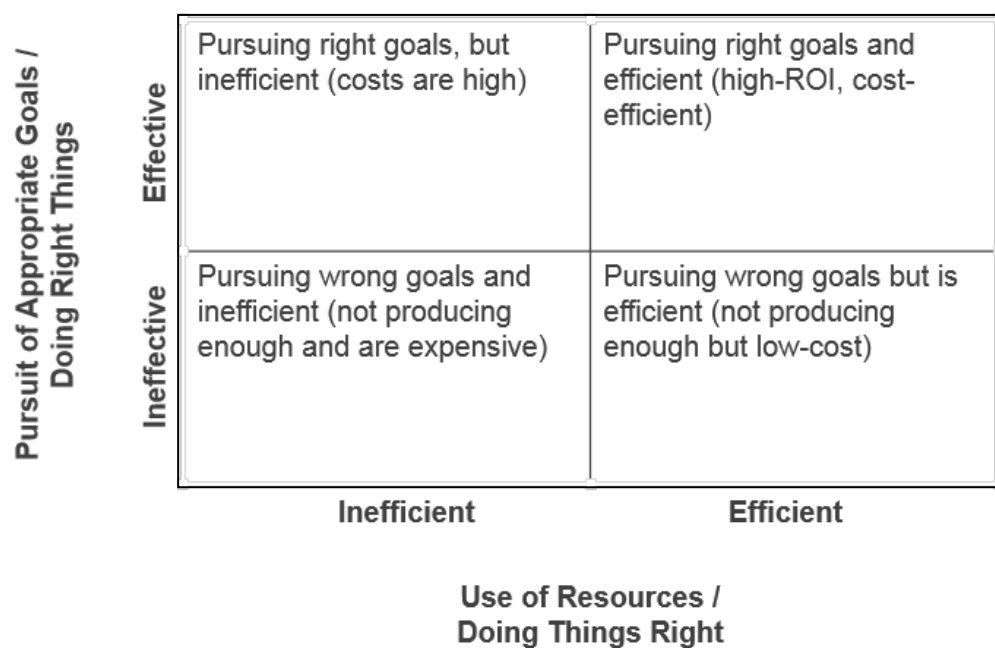 Pursuit of Appropriate Goals /
Doing Right Things
Effective
Pursuing right goals, but
inefficient (costs are high)
Pursuing right goals and
efficient (high-ROI, cost-
efficient)
Ineffective
Pursuing wrong goals and
inefficient (not producing
enough and are expensive)
Pursuing wrong goals but is
efficient (not producing
enough but low-cost)
Inefficient
Efficient
Use of Resources /
Doing Things Right